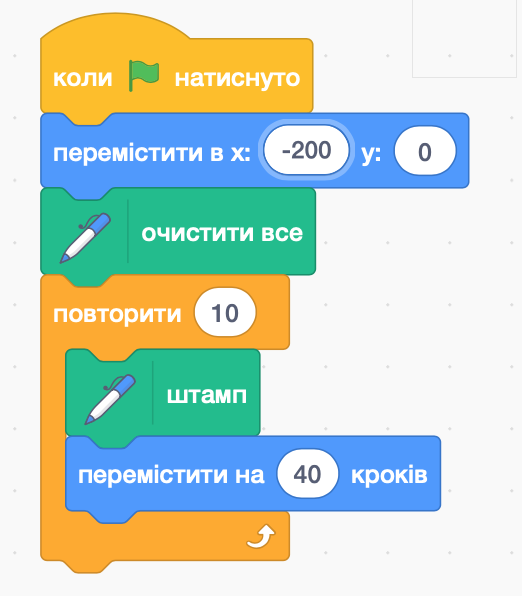 коли натиснуто
перемістити в x: -200 y: 0
очистити все
повторити 10
штамп
перемістити на 40 кроків